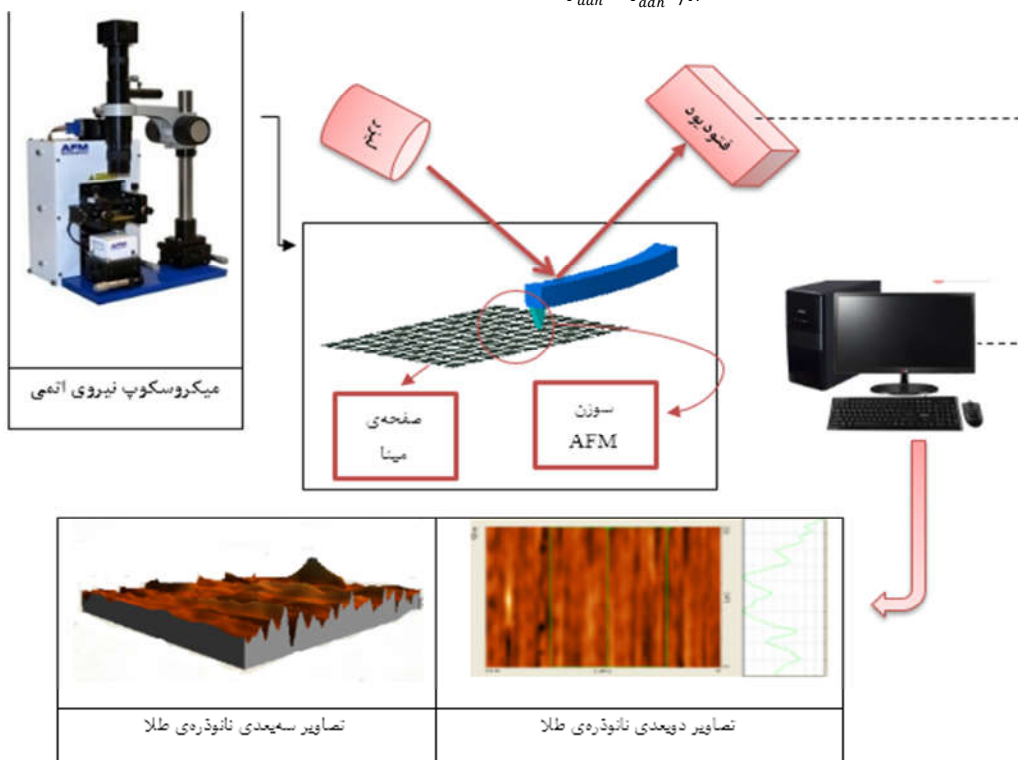 لیزر
فتودیود
AFM
AFM
میکروسکوپ نیروی اتمی
صفحه‌ی
مینا
سوزن
AFM
تصاویر سه‌بعدی نانوذره‌ی طلا
تصاویر دوبعدی نانوذره‌ی طلا